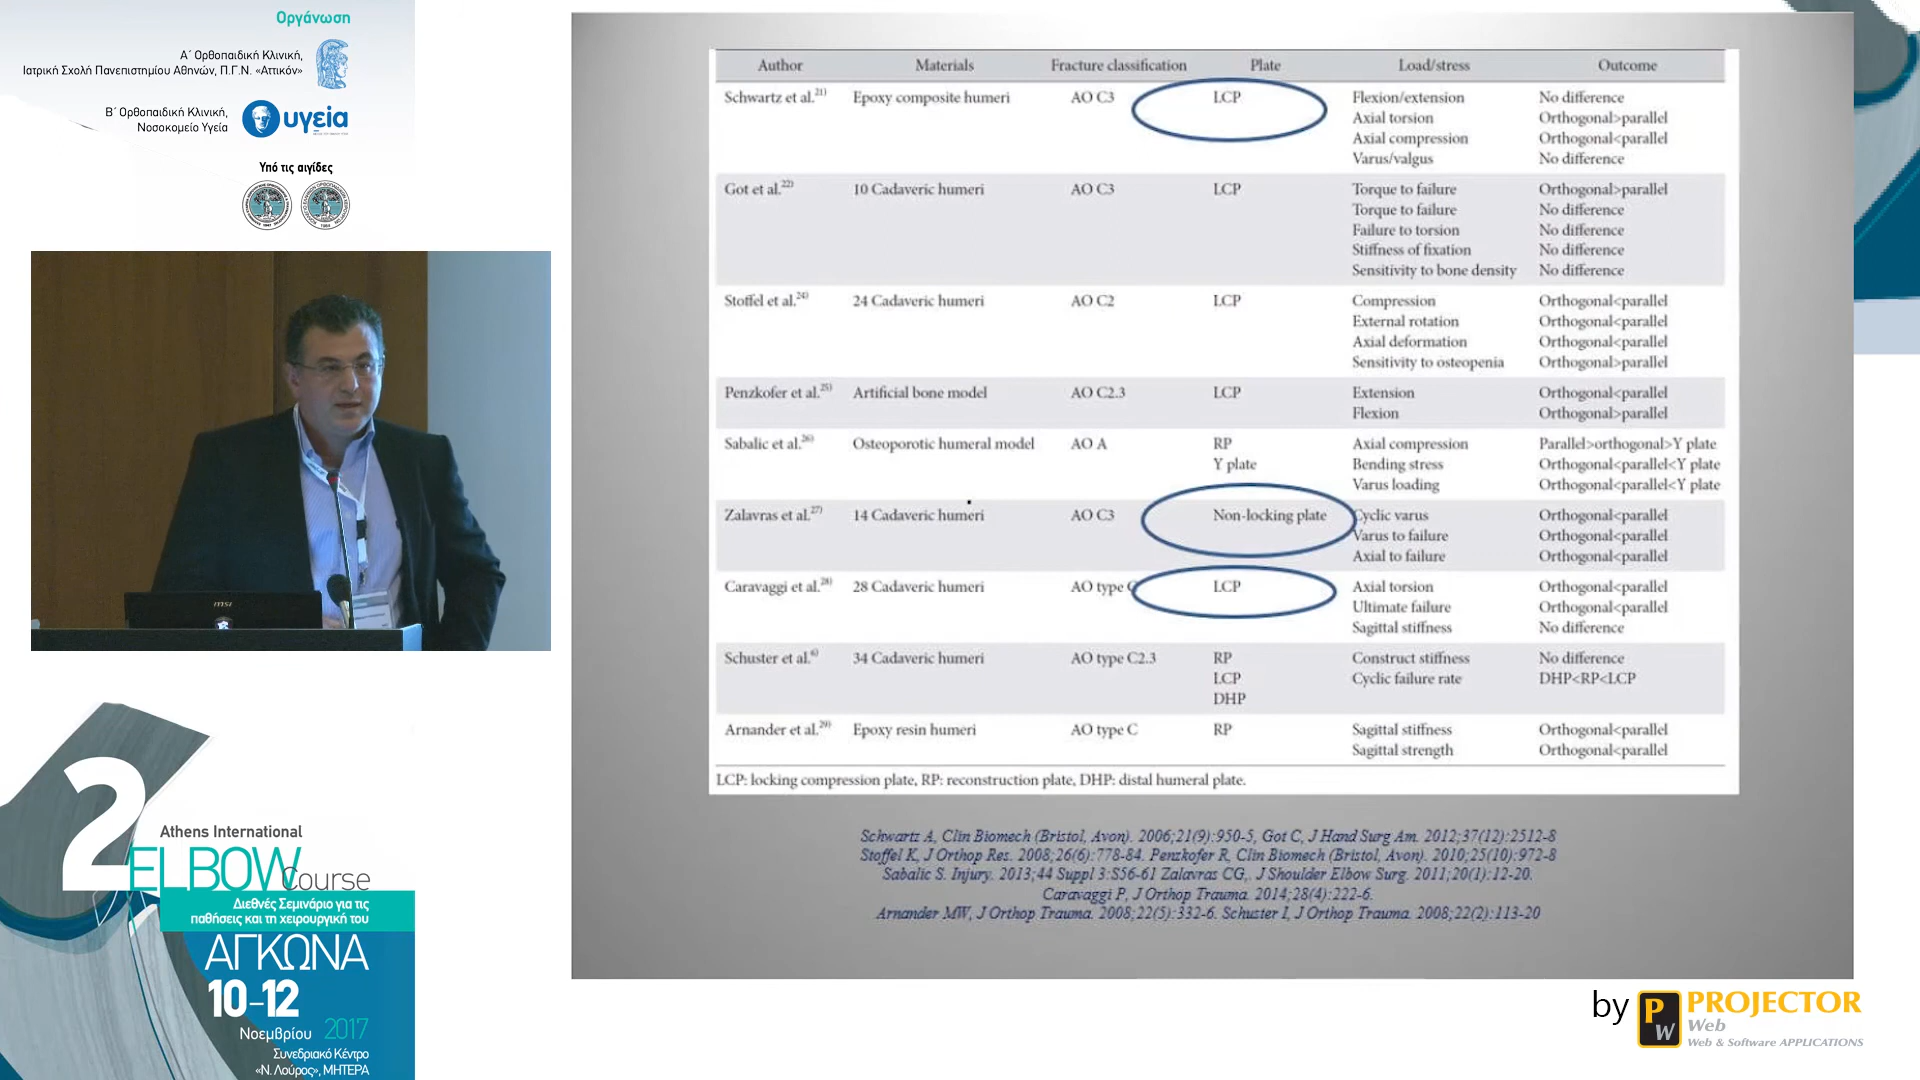 Οργάνωση
Α΄ Ορθοπαιδική Κλινική,
Ιατρική Σχολή Πανεπιστημίου Αθηνών, Π.Γ.Ν. «Αττικόν»
Β΄ Ορθοπαιδική Κλινική,
Νοσοκομείο Υγεία
υγεία
Υπό τις αιγίδες
msi
2
Athens International
ELBOW Course
Διεθνές Σεμινάριο για τις
παθήσεις και τη χειρουργική του
ΑΓΚΩΝΑ
10-12
Νοεμβρίου 2017
Συνεδριακό Κέντρο
«Ν. Λούρος», ΜΗΤΕΡΑ
Author Materials Fracture classification Plate Load/stress Outcome
Schwartz et al.21) Epoxy composite humeri AO C3 LCP Flexion/extension No difference
Axial torsion Orthogonal>parallel
Axial compression Orthogonal<parallel
Varus/valgus No difference
Got et al.22) 10 Cadaveric humeri AO C3 LCP Torque to failure Orthogonal>parallel
Torque to failure No difference
Failure to torsion No difference
Stiffness of fixation No difference
Sensitivity to bone density No difference
Stoffel et al.24) 24 Cadaveric humeri AO C2 LCP Compression Orthogonal<parallel
External rotation Orthogonal<parallel
Axial deformation Orthogonal<parallel
Sensitivity to osteopenia Orthogonal>parallel
Penzkofer et al.25) Artificial bone model AO C2.3 LCP Extension Orthogonal<parallel
Flexion Orthogonal>parallel
Sabalic et al.26) Osteoporotic humeral model AO A RP Axial compression Parallel>orthogonal>Y plate
Y plate Bending stress Orthogonal<parallel<Y plate
Varus loading Orthogonal<parallel<Y plate
Zalavras et al.27) 14 Cadaveric humeri AO C3 Non-locking plate Cyclic varus Orthogonal<parallel
Varus to failure Orthogonal<parallel
Axial to failure Orthogonal<parallel
Caravaggi et al.28) 28 Cadaveric humeri AO type C LCP Axial torsion Orthogonal<parallel
Ultimate failure Orthogonal<parallel
Sagittal stiffness No difference
Schuster et al.6) 34 Cadaveric humeri AO type C2.3 RP Construct stiffness No difference
LCP Cyclic failure rate DHP<RP<LCP
DHP
Arnander et al.29) Epoxy resin humeri AO type C RP Sagittal stiffness Orthogonal<parallel
Sagittal strength Orthogonal<parallel
LCP: locking compression plate, RP: reconstruction plate, DHP: distal humeral plate.
Schwartz A, Clin Biomech (Bristol, Avon). 2006;21(9):950-5, Got C, J Hand Surg Am. 2012;37(12):2512-8
Stoffel K, J Orthop Res. 2008;26(6):778-84. Penzkofer R, Clin Biomech (Bristol, Avon). 2010;25(10):972-8
Sabalic S. Injury. 2013;44 Suppl 3:S56-61 Zalavras CG,. J Shoulder Elbow Surg. 2011;20(1):12-20.
Caravaggi P, J Orthop Trauma. 2014;28(4):222-6.
Arnander MW, J Orthop Trauma. 2008;22(5):332-6. Schuster I, J Orthop Trauma. 2008;22(2):113-20
by PW PROJECTOR
Web
Web & Software APPLICATIONS